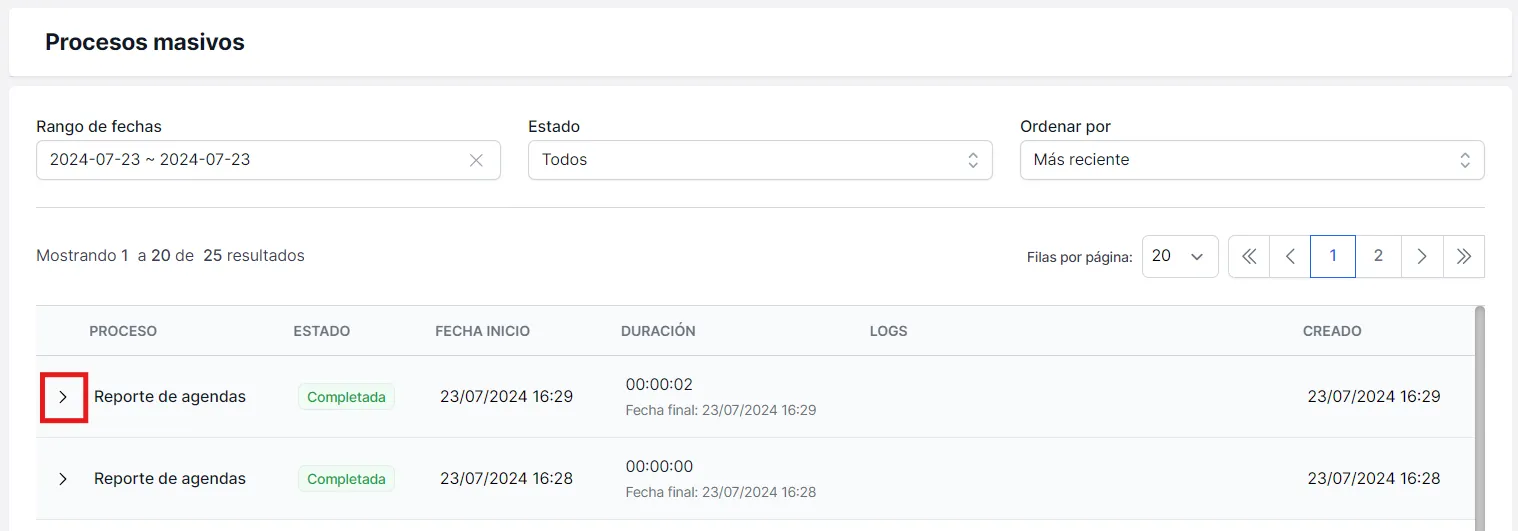 Procesos masivos
Rango de fechas Estado Ordenar por
2024-07-23 ~ 2024-07-23 Todos Más reciente
Mostrando 1 a 20 de 25 resultados Filas por página: 20 1 2
PROCESO ESTADO FECHA INICIO DURACIÓN LOGS CREADO
Reporte de agendas Completada 23/07/2024 16:29 00:00:02 23/07/2024 16:29
Fecha final: 23/07/2024 16:29
Reporte de agendas Completada 23/07/2024 16:28 00:00:00 23/07/2024 16:28
Fecha final: 23/07/2024 16:28